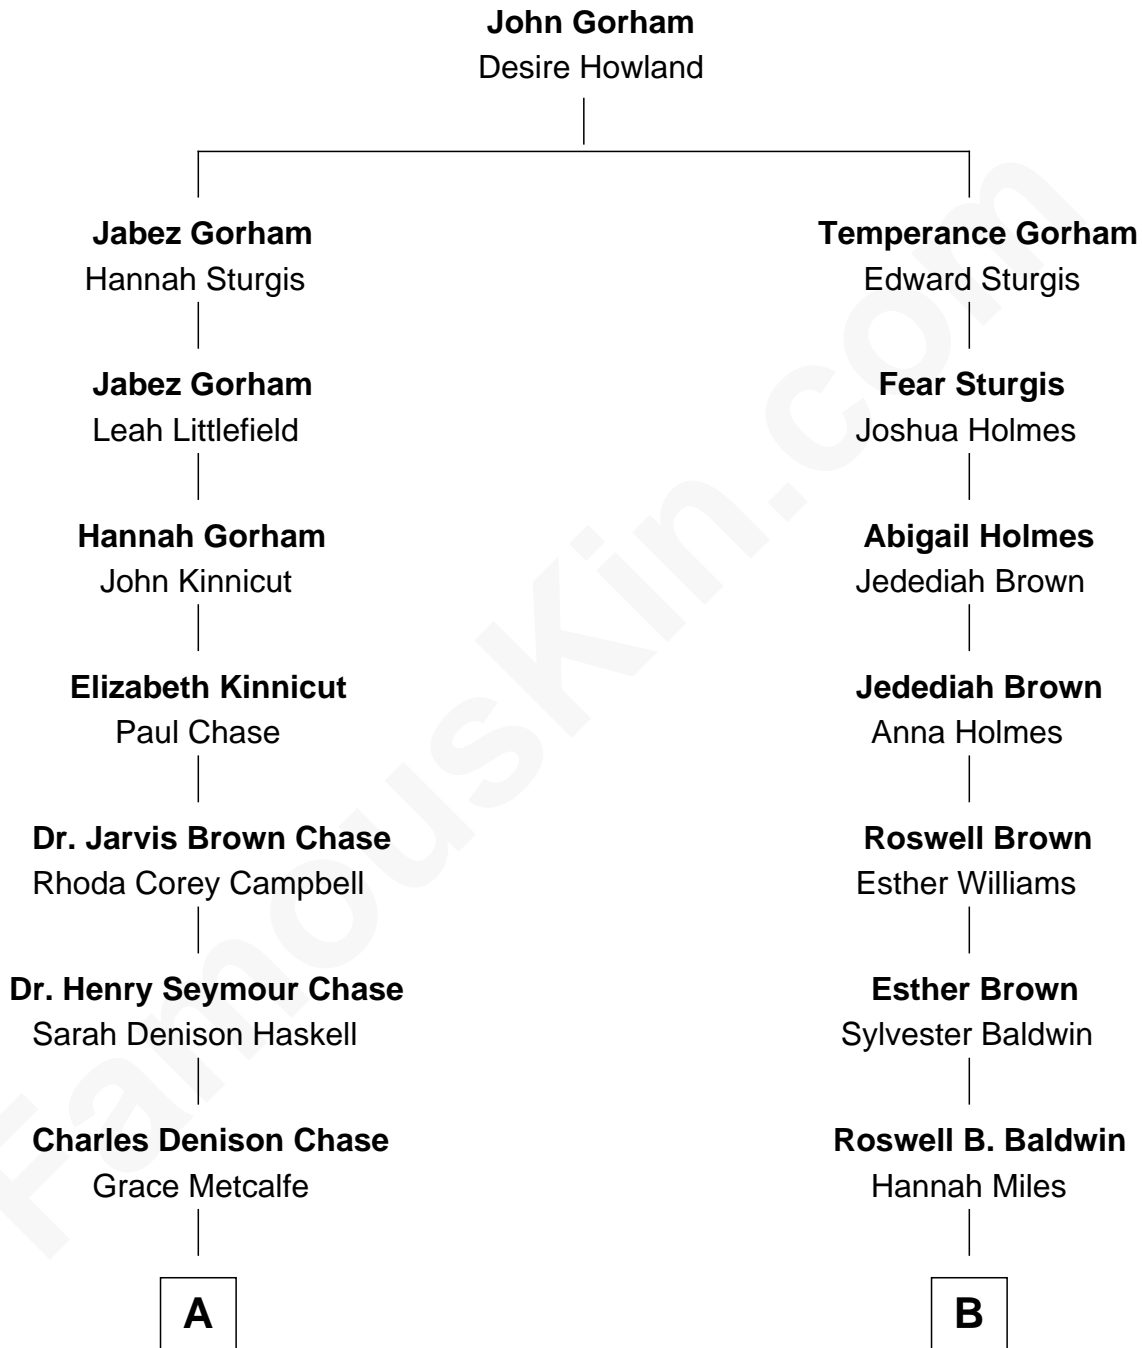 John Gorham
Desire Howland
Jabez Gorham
Hannah Sturgis
Temperance Gorham
Edward Sturgis
Jabez Gorham
Leah Littlefield
Fear Sturgis
Joshua Holmes
Hannah Gorham
John Kinnicut
Abigail Holmes
Jedediah Brown
Elizabeth Kinnicut
Paul Chase
Jedediah Brown
Anna Holmes
Dr. Jarvis Brown Chase
Rhoda Corey Campbell
Roswell Brown
Esther Williams
Dr. Henry Seymour Chase
Sarah Denison Haskell
Esther Brown
Sylvester Baldwin
Charles Denison Chase
Grace Metcalfe
Roswell B. Baldwin
Hannah Miles
A
B
FamousKin.com